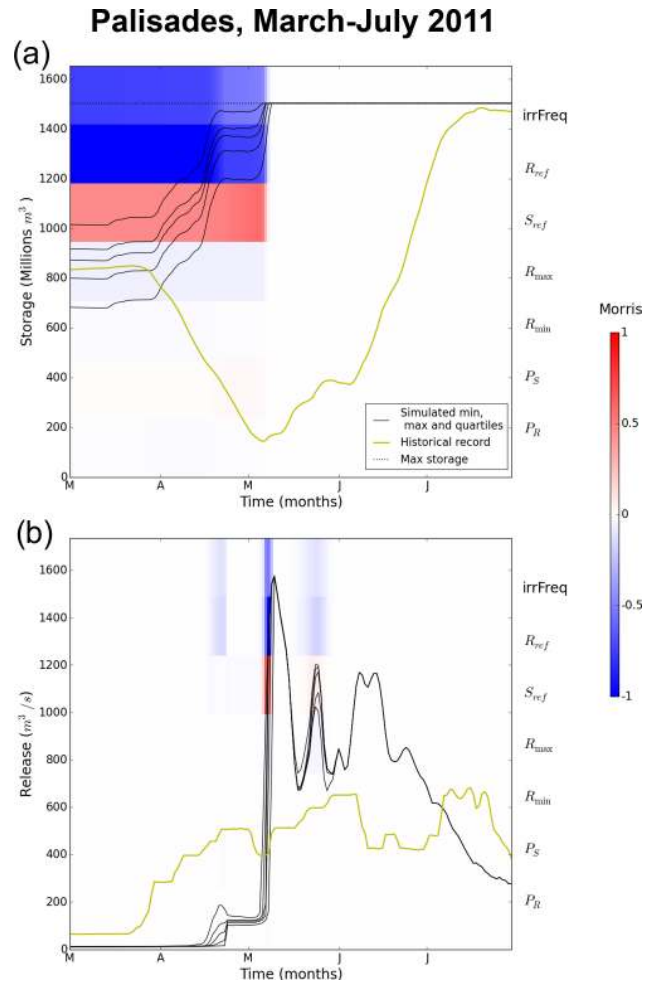 Palisades, March-July 2011
(a)
1600
1400
1200
1000
800
600
400
200
0
Storage (Millions m³)
M A M J J
Time (months)
irrFreq
R_ref
S_ref
R_max
R_min
P_S
P_R
Simulated min,
max and quartiles
Historical record
Max storage
Morris
1
0.5
0
-0.5
-1
(b)
1600
1400
1200
1000
800
600
400
200
0
Release (m³/s)
M A M J J
Time (months)
irrFreq
R_ref
S_ref
R_max
R_min
P_S
P_R